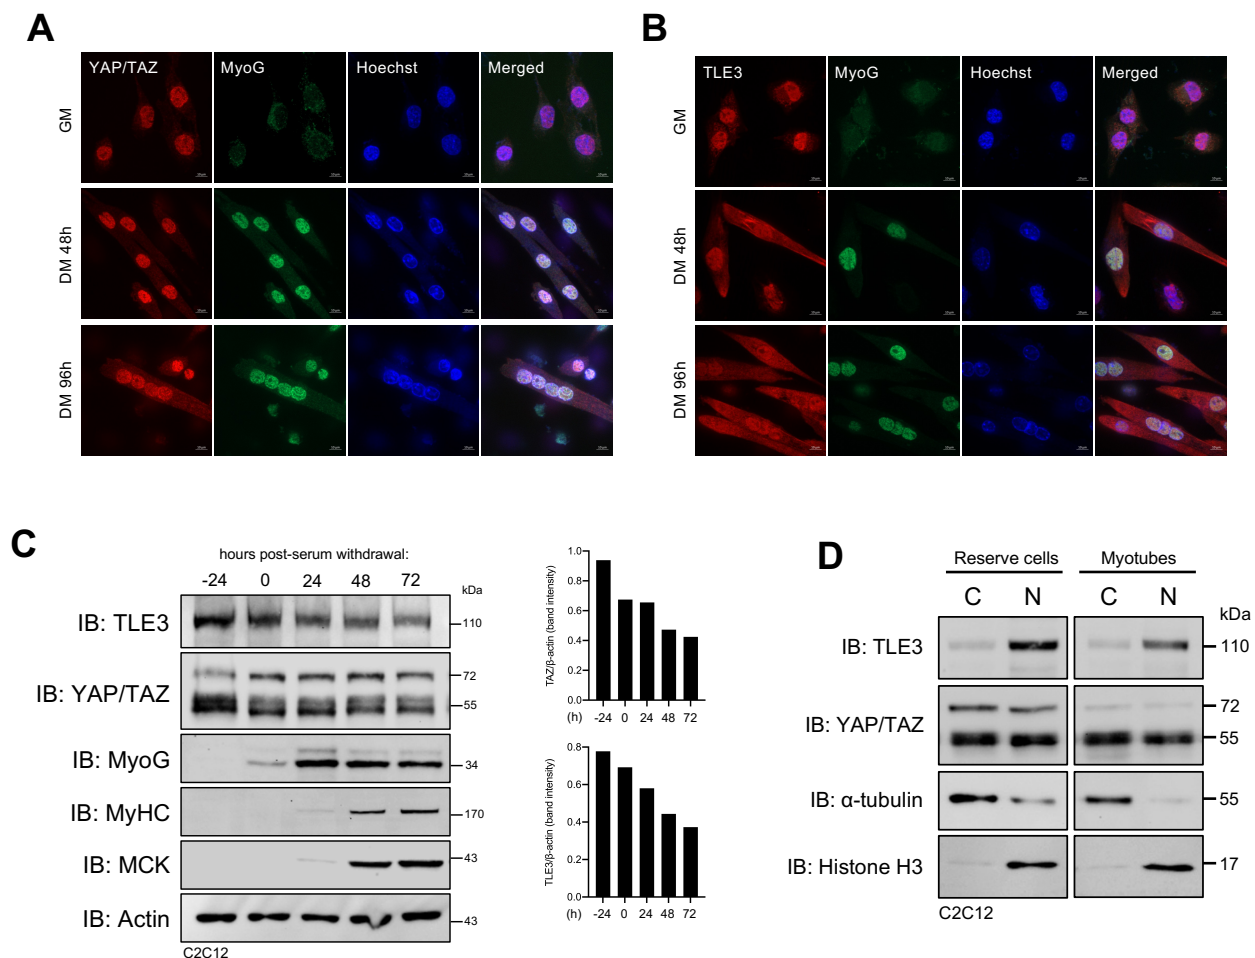 A
YAP/TAZ MyoG Hoechst Merged
GM
DM 48h
DM 96h
B
TLE3 MyoG Hoechst Merged
GM
DM 48h
DM 96h
C
hours post-serum withdrawal:
-24 0 24 48 72
kDa
IB: TLE3 110
IB: YAP/TAZ 72
55
IB: MyoG 34
IB: MyHC 170
IB: MCK 43
IB: Actin 43
C2C12
TAZ/β-actin (band intensity)
1.0
0.8
0.6
0.4
0.2
0.0
(h) -24 0 24 48 72
TLE3/β-actin (band intensity)
0.8
0.6
0.4
0.2
0.0
(h) -24 0 24 48 72
D
Reserve cells Myotubes
C N C N
kDa
IB: TLE3 110
IB: YAP/TAZ 72
55
IB: α-tubulin 55
IB: Histone H3 17
C2C12